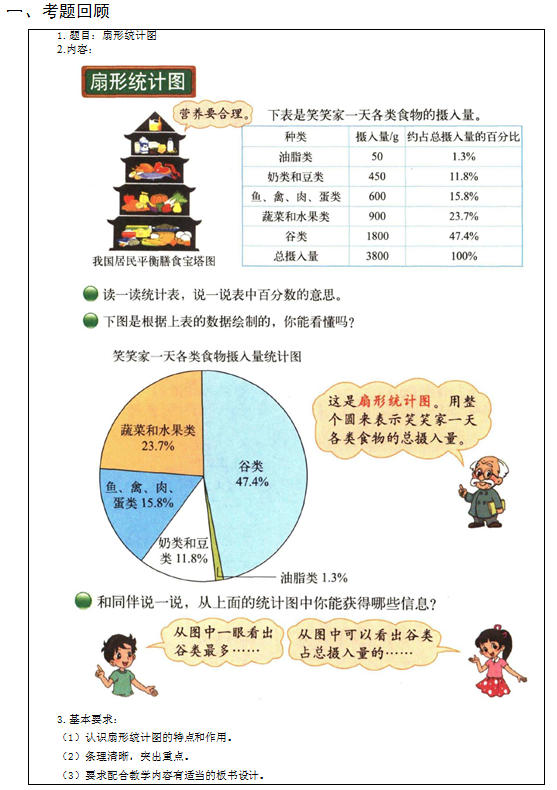 一、考题回顾
1.题目：扇形统计图
2.内容：
扇形统计图
营养要合理。
下表是笑笑家一天各类食物的摄入量。
种类 摄入量/g 约占总摄入量的百分比
油脂类 50 1.3%
奶类和豆类 450 11.8%
鱼、禽、肉、蛋类 600 15.8%
蔬菜和水果类 900 23.7%
谷类 1800 47.4%
总摄入量 3800 100%
我国居民平衡膳食宝塔图
读一读统计表，说一说表中百分数的意思。
下图是根据上表的数据绘制的，你能看懂吗？
笑笑家一天各类食物摄入量统计图
蔬菜和水果类
23.7%
谷类
47.4%
鱼、禽、肉、
蛋类 15.8%
奶类和豆
类 11.8%
油脂类 1.3%
这是扇形统计图。用整
个圆来表示笑笑家一天
各类食物的总摄入量。
和同伴说一说，从上面的统计图中你能获得哪些信息？
从图中一眼看出
谷类最多……
从图中可以看出谷类
占总摄入量的……
3.基本要求：
（1）认识扇形统计图的特点和作用。
（2）条理清晰，突出重点。
（3）要求配合教学内容有适当的板书设计。